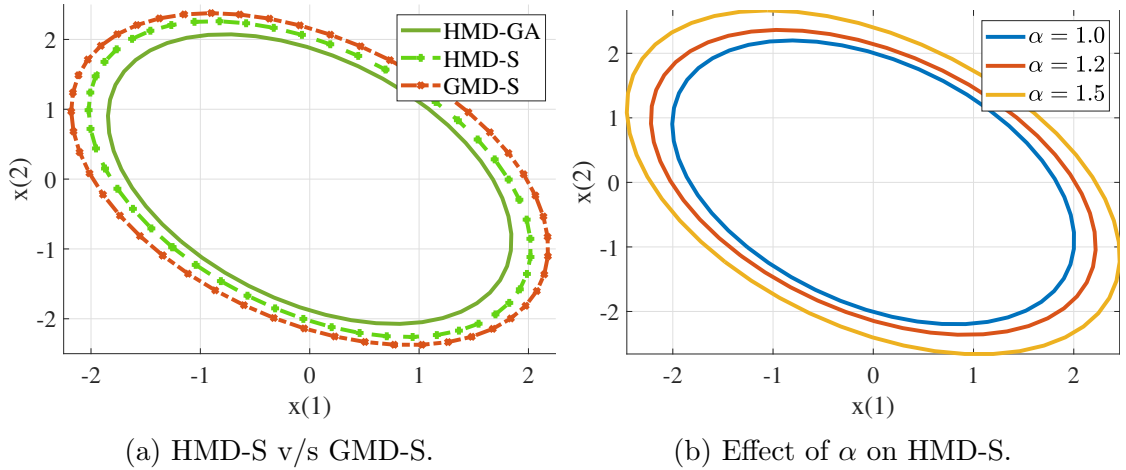 HMD-GA
HMD-S
GMD-S
2
1
0
-1
-2
x(2)
-2
-1
0
1
2
x(1)
(a) HMD-S v/s GMD-S.
α = 1.0
α = 1.2
α = 1.5
2
1
0
-1
-2
x(2)
-2
-1
0
1
2
x(1)
(b) Effect of α on HMD-S.